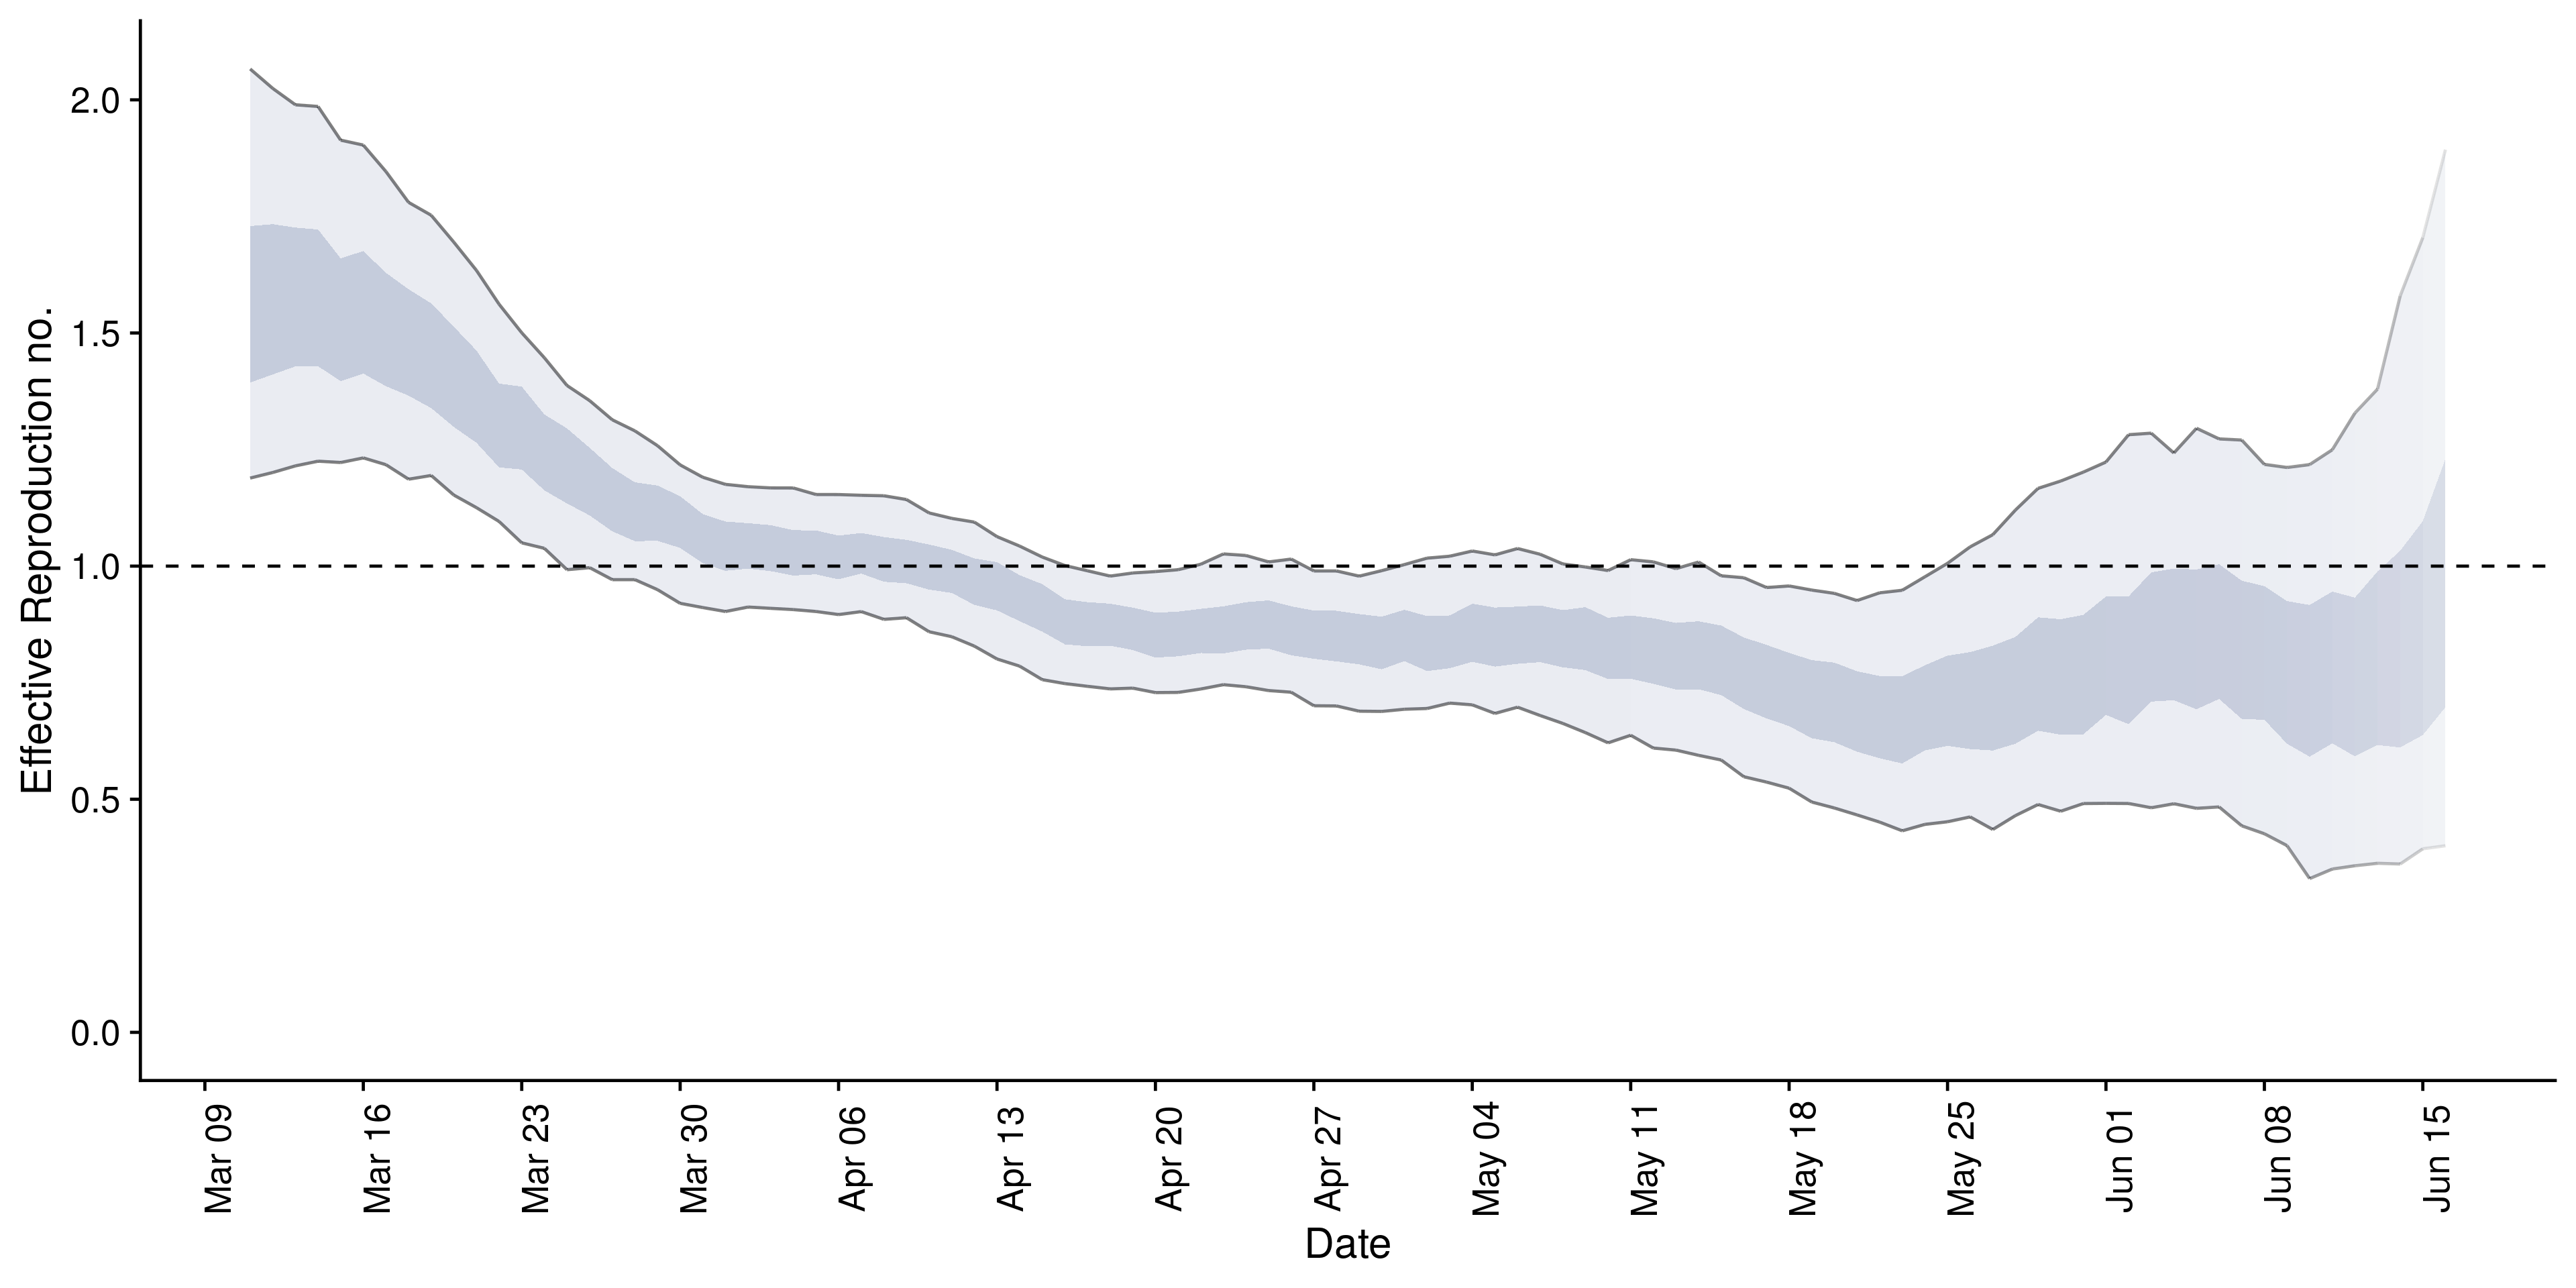 Effective Reproduction no.
2.0
1.5
1.0
0.5
0.0
Mar 09
Mar 16
Mar 23
Mar 30
Apr 06
Apr 13
Apr 20
Apr 27
May 04
May 11
May 18
May 25
Jun 01
Jun 08
Jun 15
Date